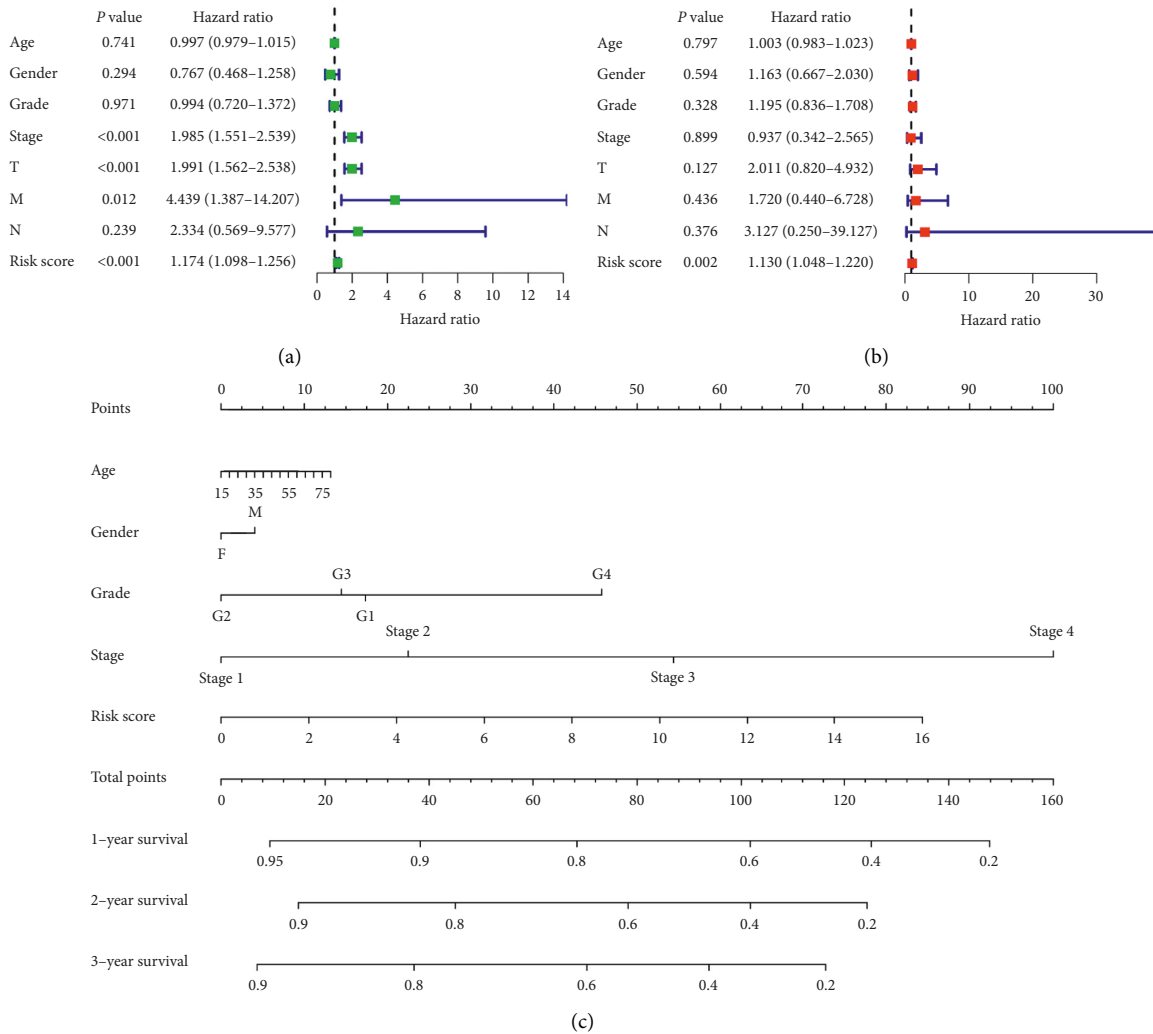 P value Hazard ratio
Age 0.741 0.997 (0.979–1.015)
Gender 0.294 0.767 (0.468–1.258)
Grade 0.971 0.994 (0.720–1.372)
Stage <0.001 1.985 (1.551–2.539)
T <0.001 1.991 (1.562–2.538)
M 0.012 4.439 (1.387–14.207)
N 0.239 2.334 (0.569–9.577)
Risk score <0.001 1.174 (1.098–1.256)
0 2 4 6 8 10 12 14
Hazard ratio
(a)
P value Hazard ratio
Age 0.797 1.003 (0.983–1.023)
Gender 0.594 1.163 (0.667–2.030)
Grade 0.328 1.195 (0.836–1.708)
Stage 0.899 0.937 (0.342–2.565)
T 0.127 2.011 (0.820–4.932)
M 0.436 1.720 (0.440–6.728)
N 0.376 3.127 (0.250–39.127)
Risk score 0.002 1.130 (1.048–1.220)
0 10 20 30
Hazard ratio
(b)
0 10 20 30 40 50 60 70 80 90 100
Points
Age
15 35 55 75
M
Gender
F
G3 G4
Grade
G2 G1
Stage 2 Stage 4
Stage
Stage 1 Stage 3
Risk score
0 2 4 6 8 10 12 14 16
Total points
0 20 40 60 80 100 120 140 160
1–year survival
0.95 0.9 0.8 0.6 0.4 0.2
2–year survival
0.9 0.8 0.6 0.4 0.2
3–year survival
0.9 0.8 0.6 0.4 0.2
(c)